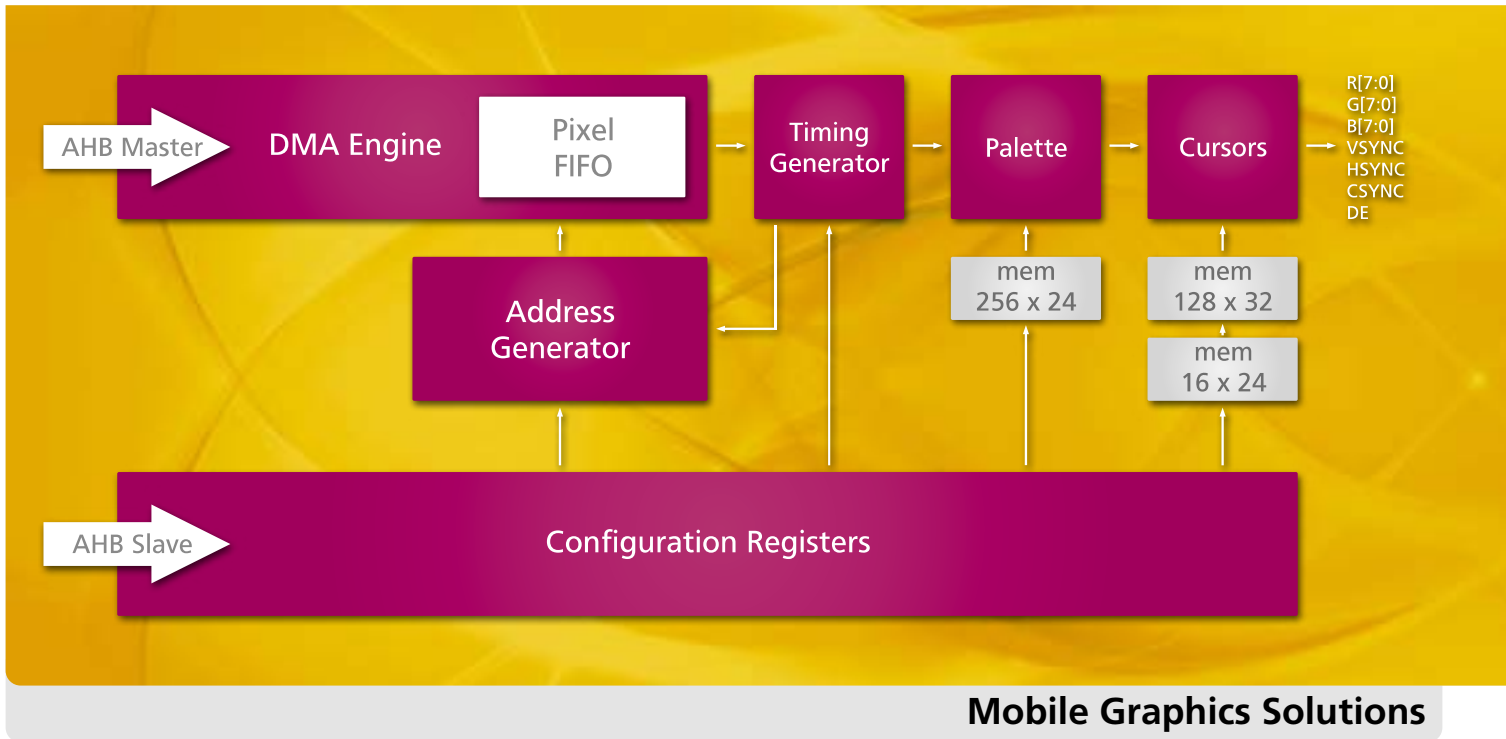 AHB Master
DMA Engine
Pixel
FIFO
Timing
Generator
Palette
Cursors
R[7:0]
G[7:0]
B[7:0]
VSYNC
HSYNC
CSYNC
DE
Address
Generator
mem
256 x 24
mem
128 x 32
mem
16 x 24
AHB Slave
Configuration Registers
Mobile Graphics Solutions